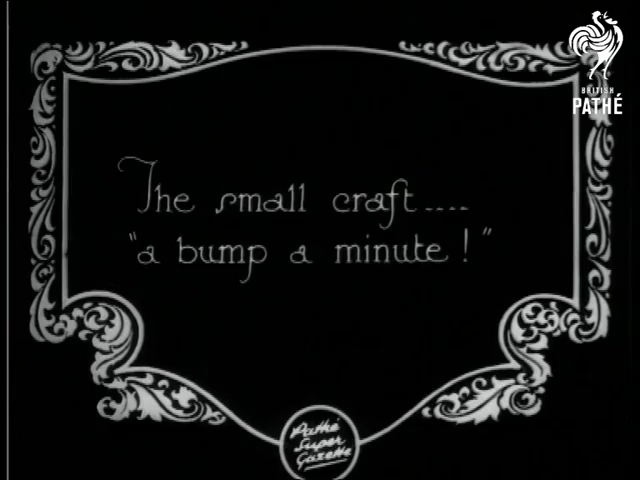 BRITISH
PATHÉ
The small craft....
"a bump a minute!"
Pathé
Super
Gazette